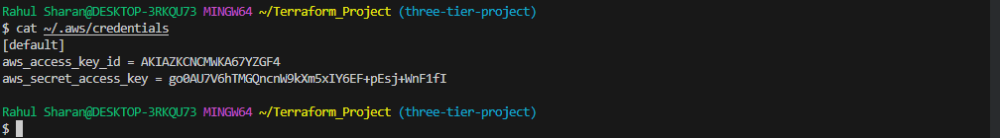 Rahul Sharan@DESKTOP-3RKQU73 MINGW64 ~/Terraform_Project (three-tier-project)
$ cat ~/.aws/credentials
[default]
aws_access_key_id = AKIAZKCNCMWKA67YZGF4
aws_secret_access_key = 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
Rahul Sharan@DESKTOP-3RKQU73 MINGW64 ~/Terraform_Project (three-tier-project)
$